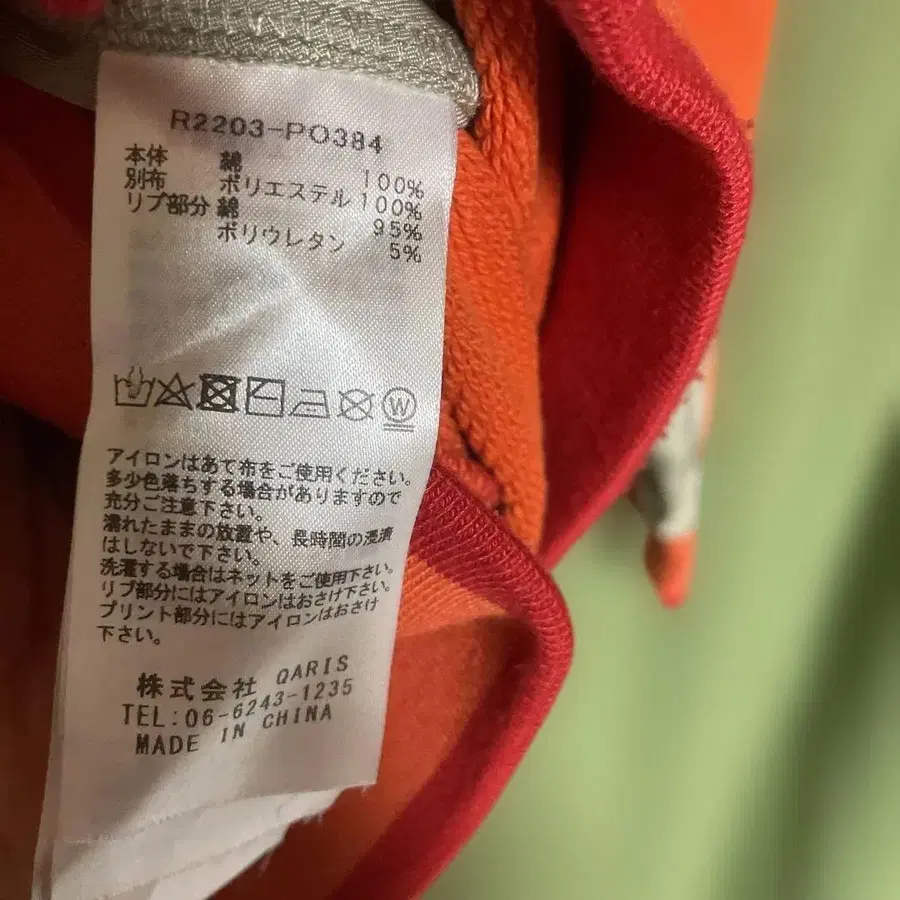 R2203-PO384
本体 綿 100%
別布 ポリエステル 100%
リブ部分 綿 95%
ポリウレタン 5%
W
アイロンはあて布をご使用ください。
多少色落ちする場合がありますので
充分ご注意下さい。
濡れたままの放置や、長時間の浸漬
はしないで下さい。
洗濯する場合はネットをご使用下さい。
リブ部分にはアイロンはおさけ下さい。
プリント部分にはアイロンはおさけ
下さい。
株式会社 QARIS
TEL:06-6243-1235
MADE IN CHINA